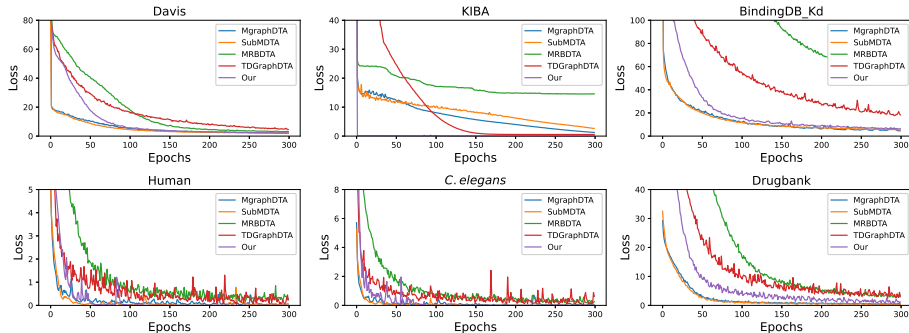 Davis
Loss
80
60
40
20
0
0 50 100 150 200 250 300
Epochs
MgraphDTA
SubMDTA
MRBDTA
TDGraphDTA
Our
KIBA
Loss
40
30
20
10
0
0 50 100 150 200 250 300
Epochs
MgraphDTA
SubMDTA
MRBDTA
TDGraphDTA
Our
BindingDB_Kd
Loss
100
80
60
40
20
0
0 50 100 150 200 250 300
Epochs
MgraphDTA
SubMDTA
MRBDTA
TDGraphDTA
Our
Human
Loss
5
4
3
2
1
0
0 50 100 150 200 250 300
Epochs
MgraphDTA
SubMDTA
MRBDTA
TDGraphDTA
Our
C. elegans
Loss
8
6
4
2
0
0 50 100 150 200 250 300
Epochs
MgraphDTA
SubMDTA
MRBDTA
TDGraphDTA
Our
Drugbank
Loss
40
30
20
10
0
0 50 100 150 200 250 300
Epochs
MgraphDTA
SubMDTA
MRBDTA
TDGraphDTA
Our